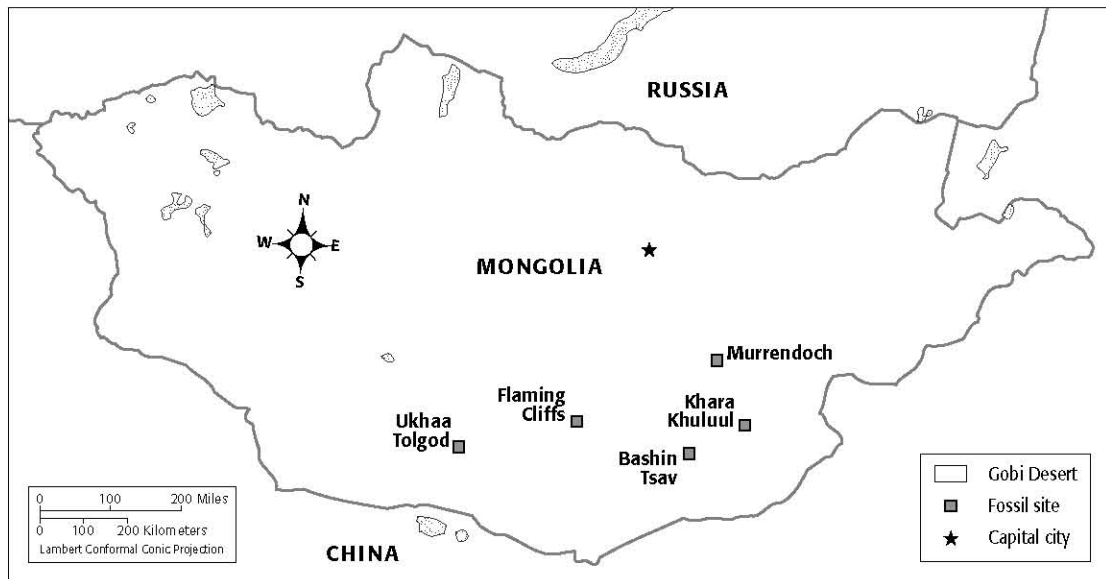 RUSSIA
N
W E
S
MONGOLIA
Murrendoch
Flaming
Cliffs
Khara
Khuluul
Ukhaa
Tolgod
Bashin
Tsav
CHINA
0 100 200 Miles
0 100 200 Kilometers
Lambert Conformal Conic Projection
Gobi Desert
Fossil site
Capital city